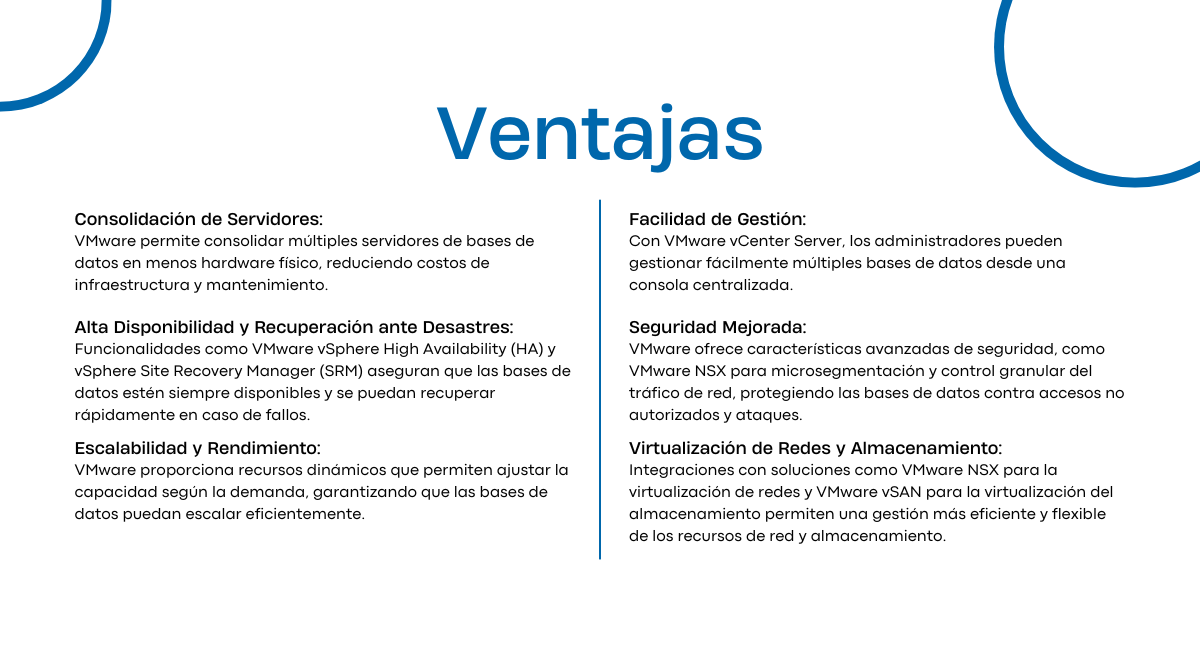 Ventajas
Consolidación de Servidores:
VMware permite consolidar múltiples servidores de bases de
datos en menos hardware físico, reduciendo costos de
infraestructura y mantenimiento.
Alta Disponibilidad y Recuperación ante Desastres:
Funcionalidades como VMware vSphere High Availability (HA) y
vSphere Site Recovery Manager (SRM) aseguran que las bases de
datos estén siempre disponibles y se puedan recuperar
rápidamente en caso de fallos.
Escalabilidad y Rendimiento:
VMware proporciona recursos dinámicos que permiten ajustar la
capacidad según la demanda, garantizando que las bases de
datos puedan escalar eficientemente.
Facilidad de Gestión:
Con VMware vCenter Server, los administradores pueden
gestionar fácilmente múltiples bases de datos desde una
consola centralizada.
Seguridad Mejorada:
VMware ofrece características avanzadas de seguridad, como
VMware NSX para microsegmentación y control granular del
tráfico de red, protegiendo las bases de datos contra accesos no
autorizados y ataques.
Virtualización de Redes y Almacenamiento:
Integraciones con soluciones como VMware NSX para la
virtualización de redes y VMware vSAN para la virtualización del
almacenamiento permiten una gestión más eficiente y flexible
de los recursos de red y almacenamiento.